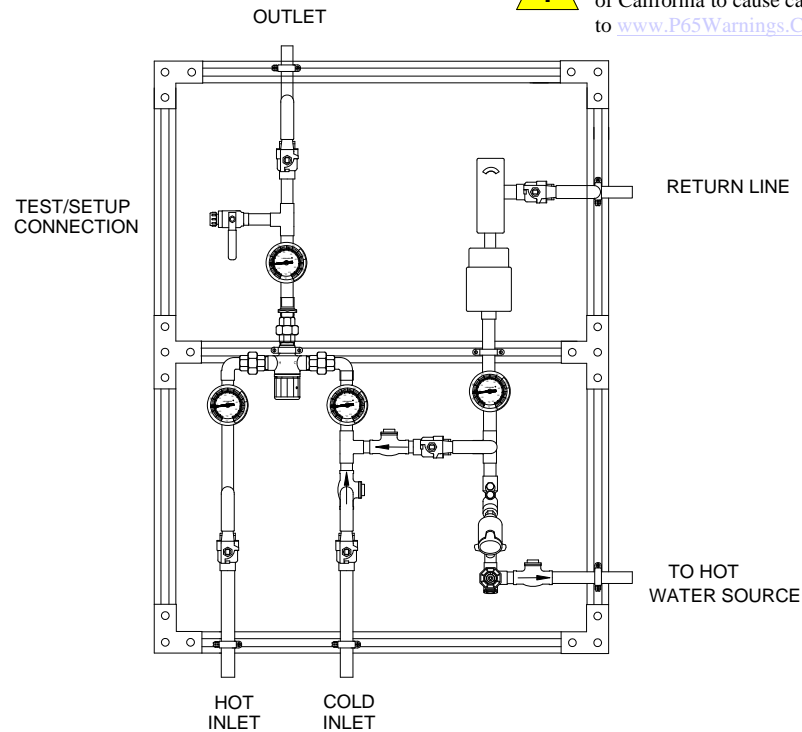 of California to cause ca
to www.P65Warnings.C
OUTLET
RETURN LINE
TEST/SETUP
CONNECTION
TO HOT
WATER SOURCE
HOT
INLET
COLD
INLET